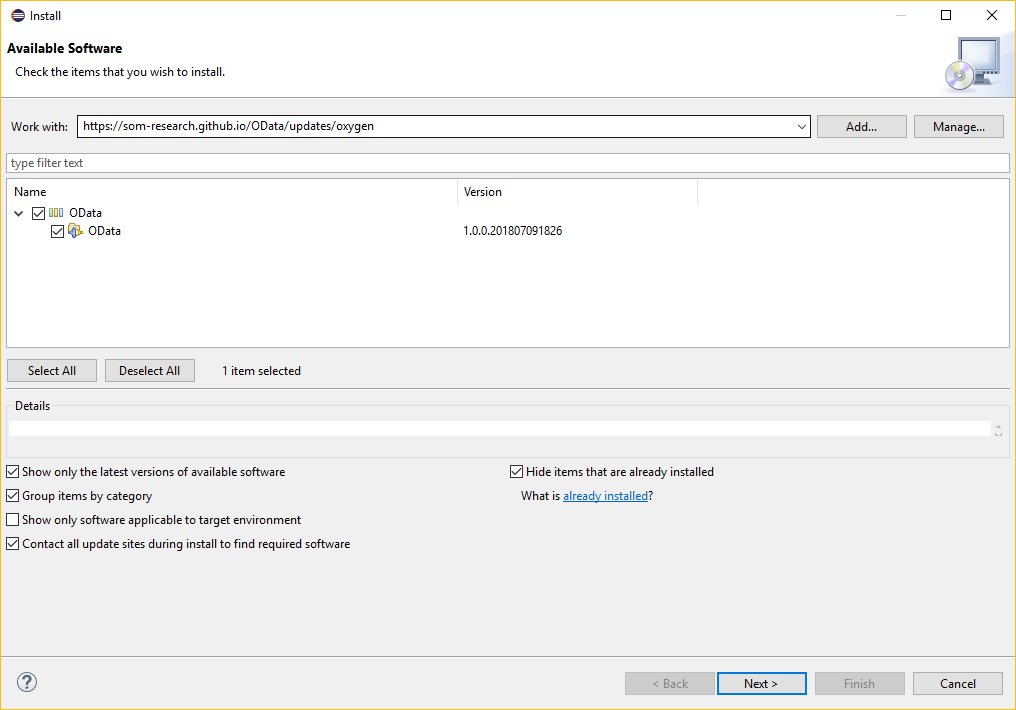 Install
Available Software
Check the items that you wish to install.
Work with: https://som-research.github.io/OData/updates/oxygen Add... Manage...
type filter text
Name Version
OData
OData 1.0.0.201807091826
Select All Deselect All 1 item selected
Details
Show only the latest versions of available software Hide items that are already installed
Group items by category What is already installed?
Show only software applicable to target environment
Contact all update sites during install to find required software
? < Back Next > Finish Cancel